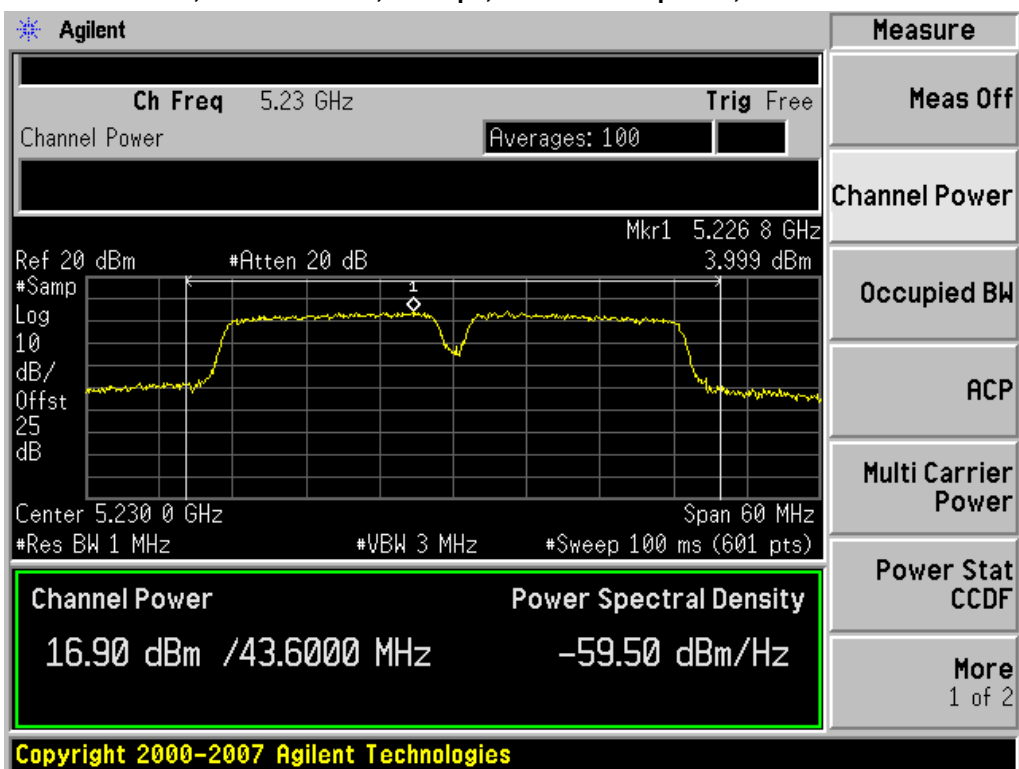 Agilent
Measure
Ch Freq 5.23 GHz Trig Free
Channel Power Averages: 100
Mkr1 5.226 8 GHz
Ref 20 dBm #Atten 20 dB 3.999 dBm
#Samp
Log
10
dB/
Offst
25
dB
1
Center 5.230 0 GHz Span 60 MHz
#Res BW 1 MHz #VBW 3 MHz #Sweep 100 ms (601 pts)
Channel Power Power Spectral Density
16.90 dBm /43.6000 MHz -59.50 dBm/Hz
Meas Off
Channel Power
Occupied BW
ACP
Multi Carrier
Power
Power Stat
CCDF
More
1 of 2
Copyright 2000-2007 Agilent Technologies